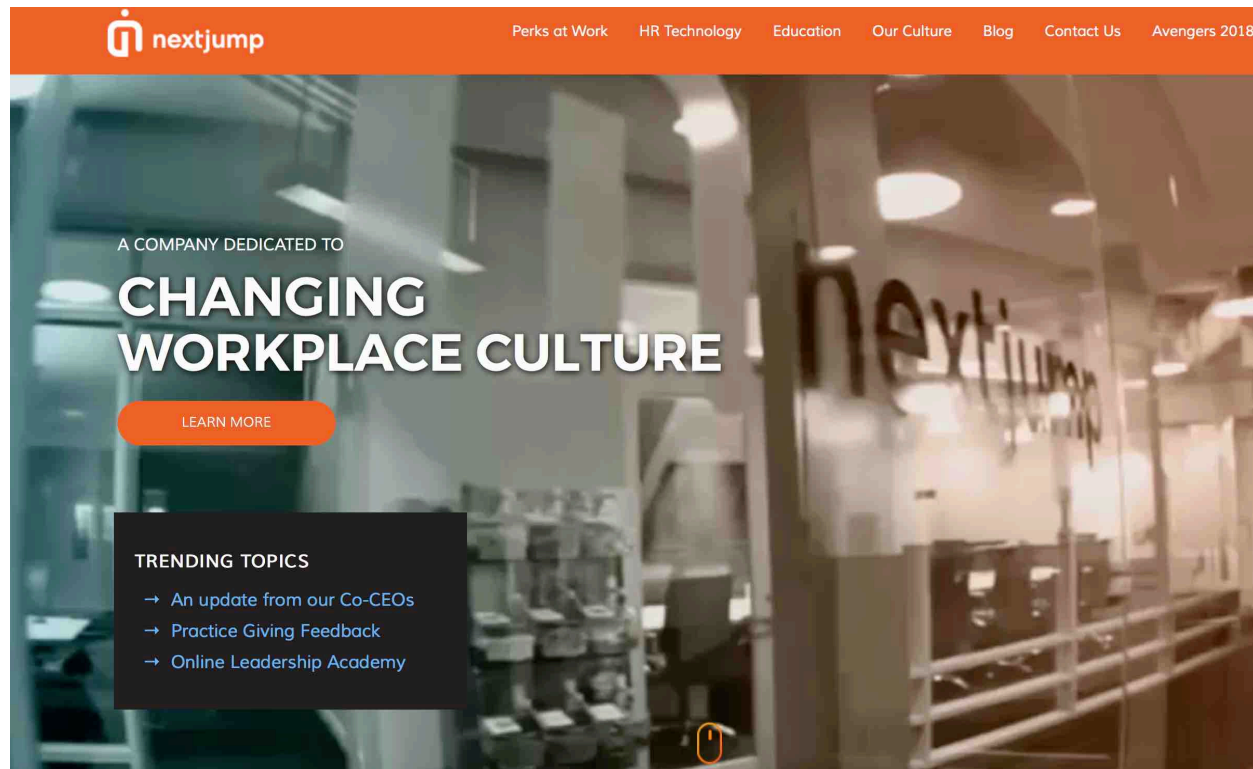 nextjump
Perks at Work HR Technology Education Our Culture Blog Contact Us Avengers 2018
A COMPANY DEDICATED TO
CHANGING
WORKPLACE CULTURE
nextjump
LEARN MORE
TRENDING TOPICS
→ An update from our Co-CEOs
→ Practice Giving Feedback
→ Online Leadership Academy